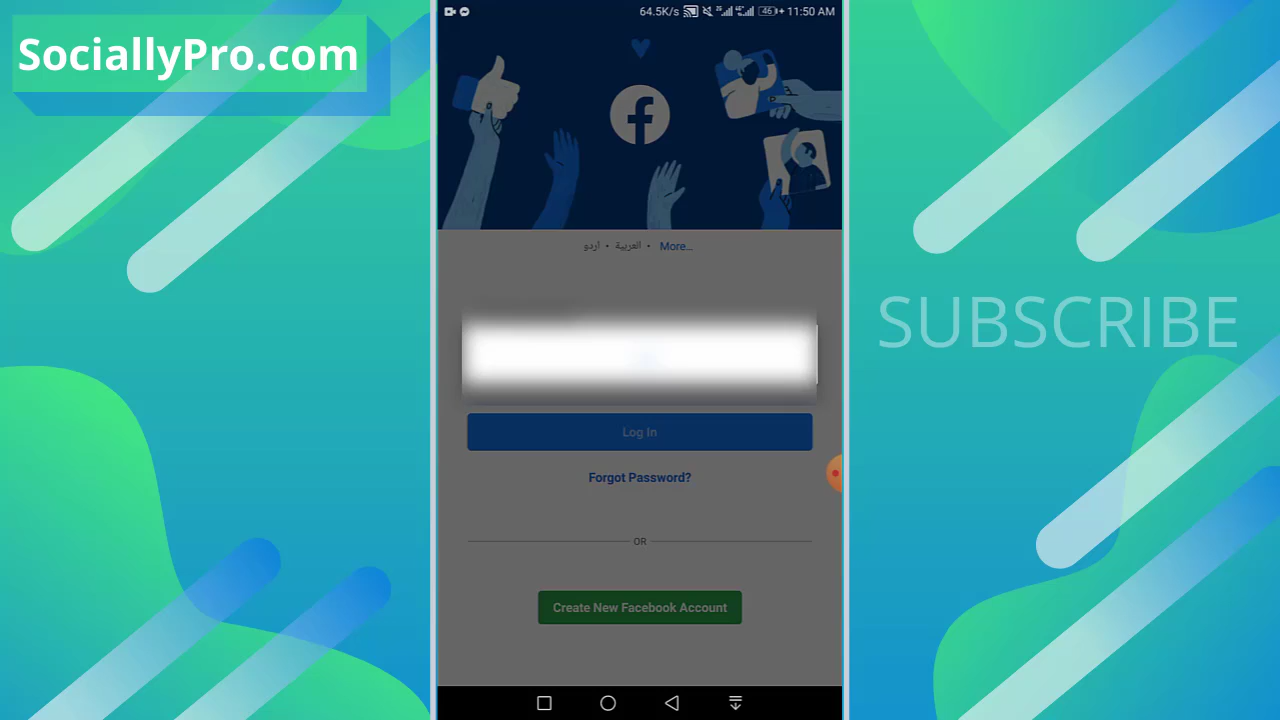 SociallyPro.com
64.5K/s 46 11:50 AM
اردو • العربية • More...
SUBSCRIBE
Log In
Forgot Password?
OR
Create New Facebook Account